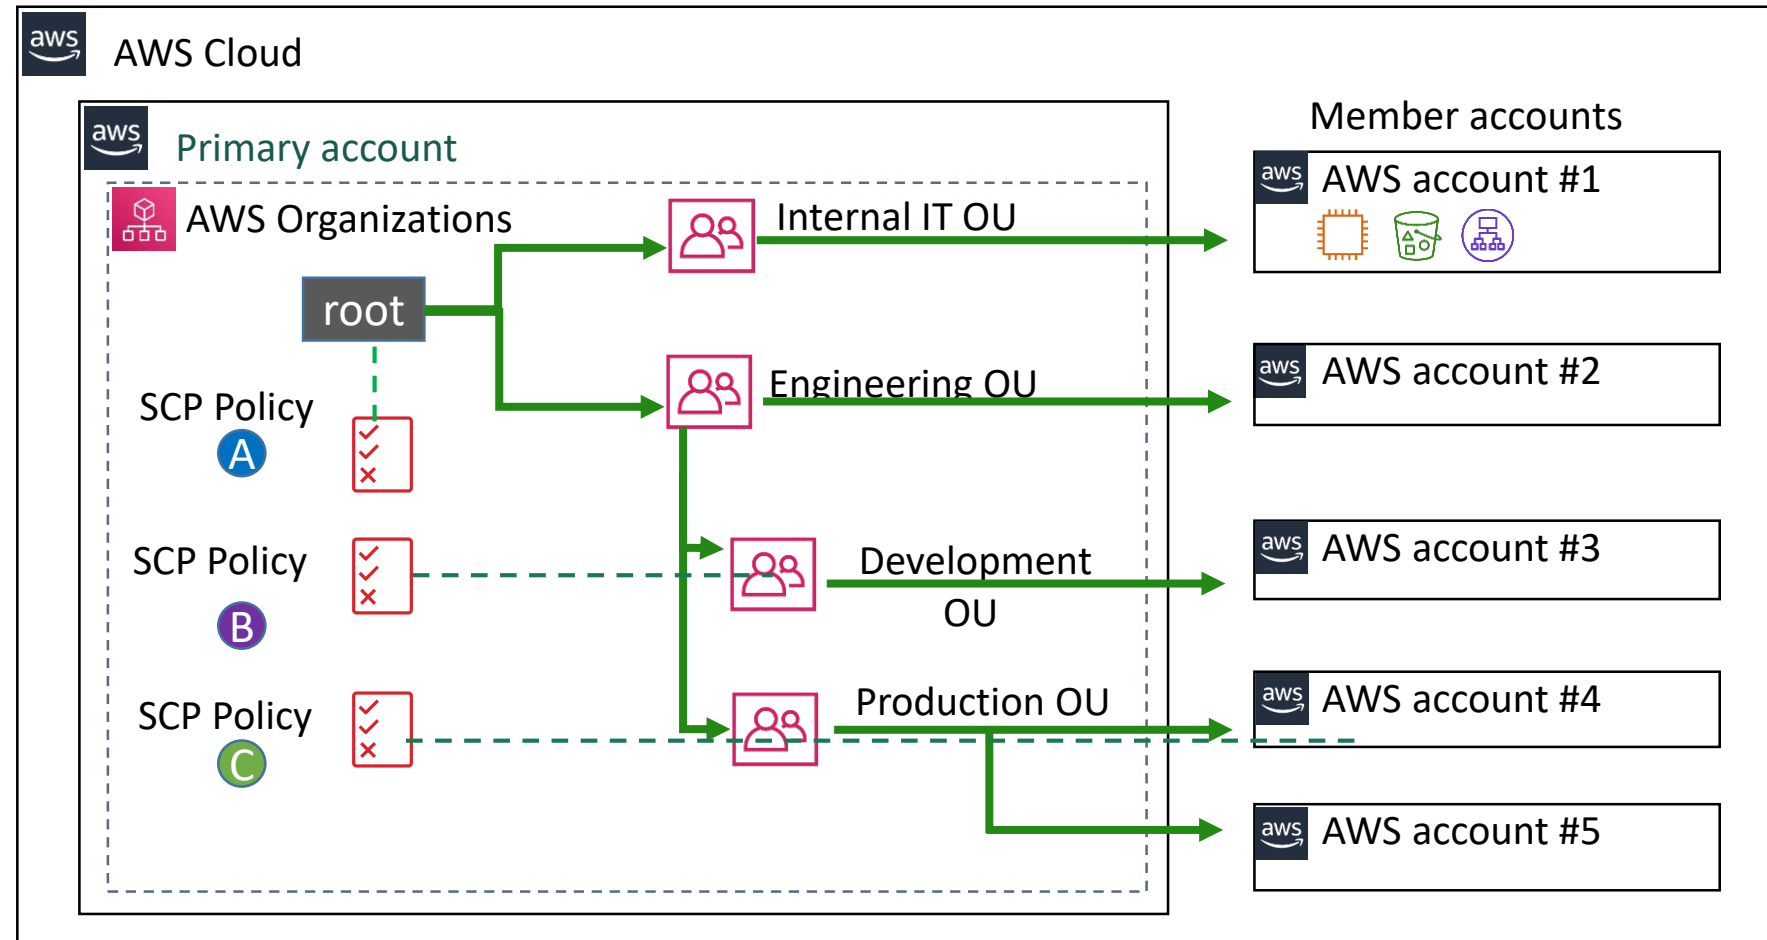 aws
AWS Cloud
aws
Primary account
Member accounts
AWS Organizations
Internal IT OU
aws
AWS account #1
root
SCP Policy
A
Engineering OU
aws
AWS account #2
SCP Policy
B
Development
OU
aws
AWS account #3
SCP Policy
C
Production OU
aws
AWS account #4
aws
AWS account #5